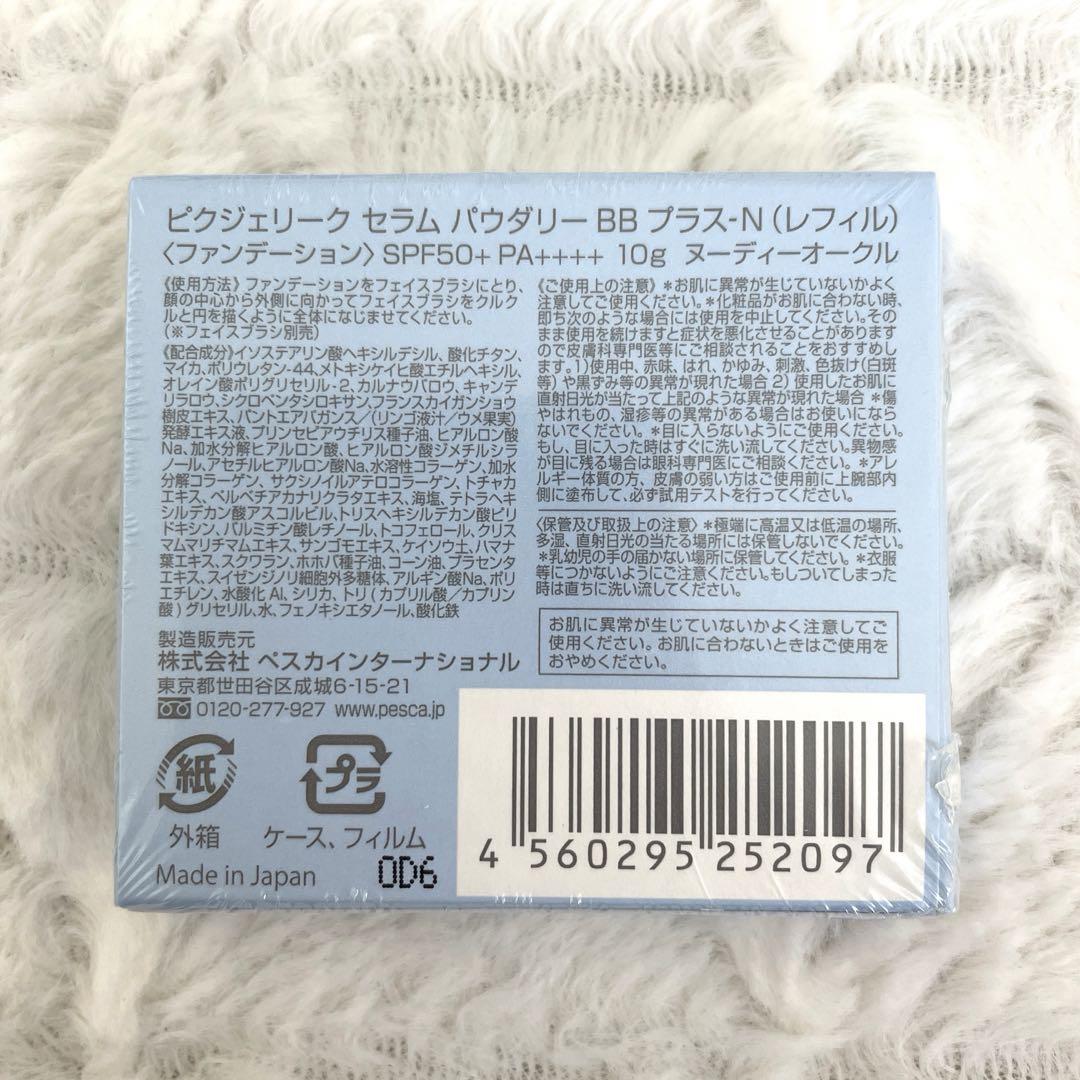 ピクジェリーク セラム パウダリー BB プラス-N（レフィル）
〈ファンデーション〉SPF50+ PA++++ 10g ヌーディーオークル
《使用方法》ファンデーションをフェイスブラシにとり、
顔の中心から外側に向かってフェイスブラシをクルク
ルと円を描くように全体になじませてください。
（※フェイスブラシ別売）
《配合成分》イソステアリン酸ヘキシルデシル、酸化チタン、
マイカ、ポリウレタン-44、メトキシケイヒ酸エチルヘキシル、
オレイン酸ポリグリセリル-2、カルナウバロウ、キャンデ
リラロウ、シクロペンタシロキサン、フランスカイガンショウ
樹皮エキス、パントエアバガンス／（リンゴ液汁／ウメ果実）
発酵エキス液、プリンセピアウチリス種子油、ヒアルロン酸
Na、加水分解ヒアルロン酸、ヒアルロン酸ジメチルシラ
ノール、アセチルヒアルロン酸Na、水溶性コラーゲン、加水
分解コラーゲン、サクシノイルアテロコラーゲン、トチャカ
エキス、ベルベチアカナリクラタエキス、海塩、テトラヘキ
シルデカン酸アスコルビル、トリスヘキシルデカン酸ピリ
ドキシン、パルミチン酸レチノール、トコフェロール、クリス
マムマリチマムエキス、サンゴモエキス、ケイソウ土、ハマナ
葉エキス、スクワラン、ホホバ種子油、コーン油、プラセンタ
エキス、スイゼンジノリ細胞外多糖体、アルギン酸Na、ポリ
エチレン、水酸化 Al、シリカ、トリ（カプリル酸／カプリン
酸）グリセリル、水、フェノキシエタノール、酸化鉄
製造販売元
株式会社 ペスカインターナショナル
東京都世田谷区成城6-15-21
0120-277-927 www.pesca.jp
紙
外箱
プラ
ケース、フィルム
Made in Japan
OD6
《ご使用上の注意》＊お肌に異常が生じていないかよく
注意してご使用ください。＊化粧品がお肌に合わない時、
即ち次のような場合には使用を中止してください。その
まま使用を続けますと症状を悪化させることがあります
ので皮膚科専門医等にご相談されることをおすすめしま
す。1）使用中、赤味、はれ、かゆみ、刺激、色抜け（白斑
等）や黒ずみ等の異常が現れた場合 2）使用したお肌に
直射日光が当たって上記のような異常が現れた場合 ＊傷
やはれもの、湿疹等の異常がある場合はお使いになら
ないでください。＊目に入らないようにご使用ください。
もし、目に入った時はすぐに洗い流してください。異物感
が目に残る場合は眼科専門医にご相談ください。＊アレ
ルギー体質の方、皮膚の弱い方はご使用前に上腕部内
側に塗布して、必ず試用テストを行ってください。
〈保管及び取扱上の注意〉＊極端に高温又は低温の場所、
多湿、直射日光の当たる場所には保管しないでください。
＊乳幼児の手の届かない場所に保管してください。＊衣服
等につかないようにご注意ください。もしついてしまった
時は直ちに洗い流してください。
お肌に異常が生じていないかよく注意してご
使用ください。お肌に合わないときはご使用を
おやめください。
4 560295 252097